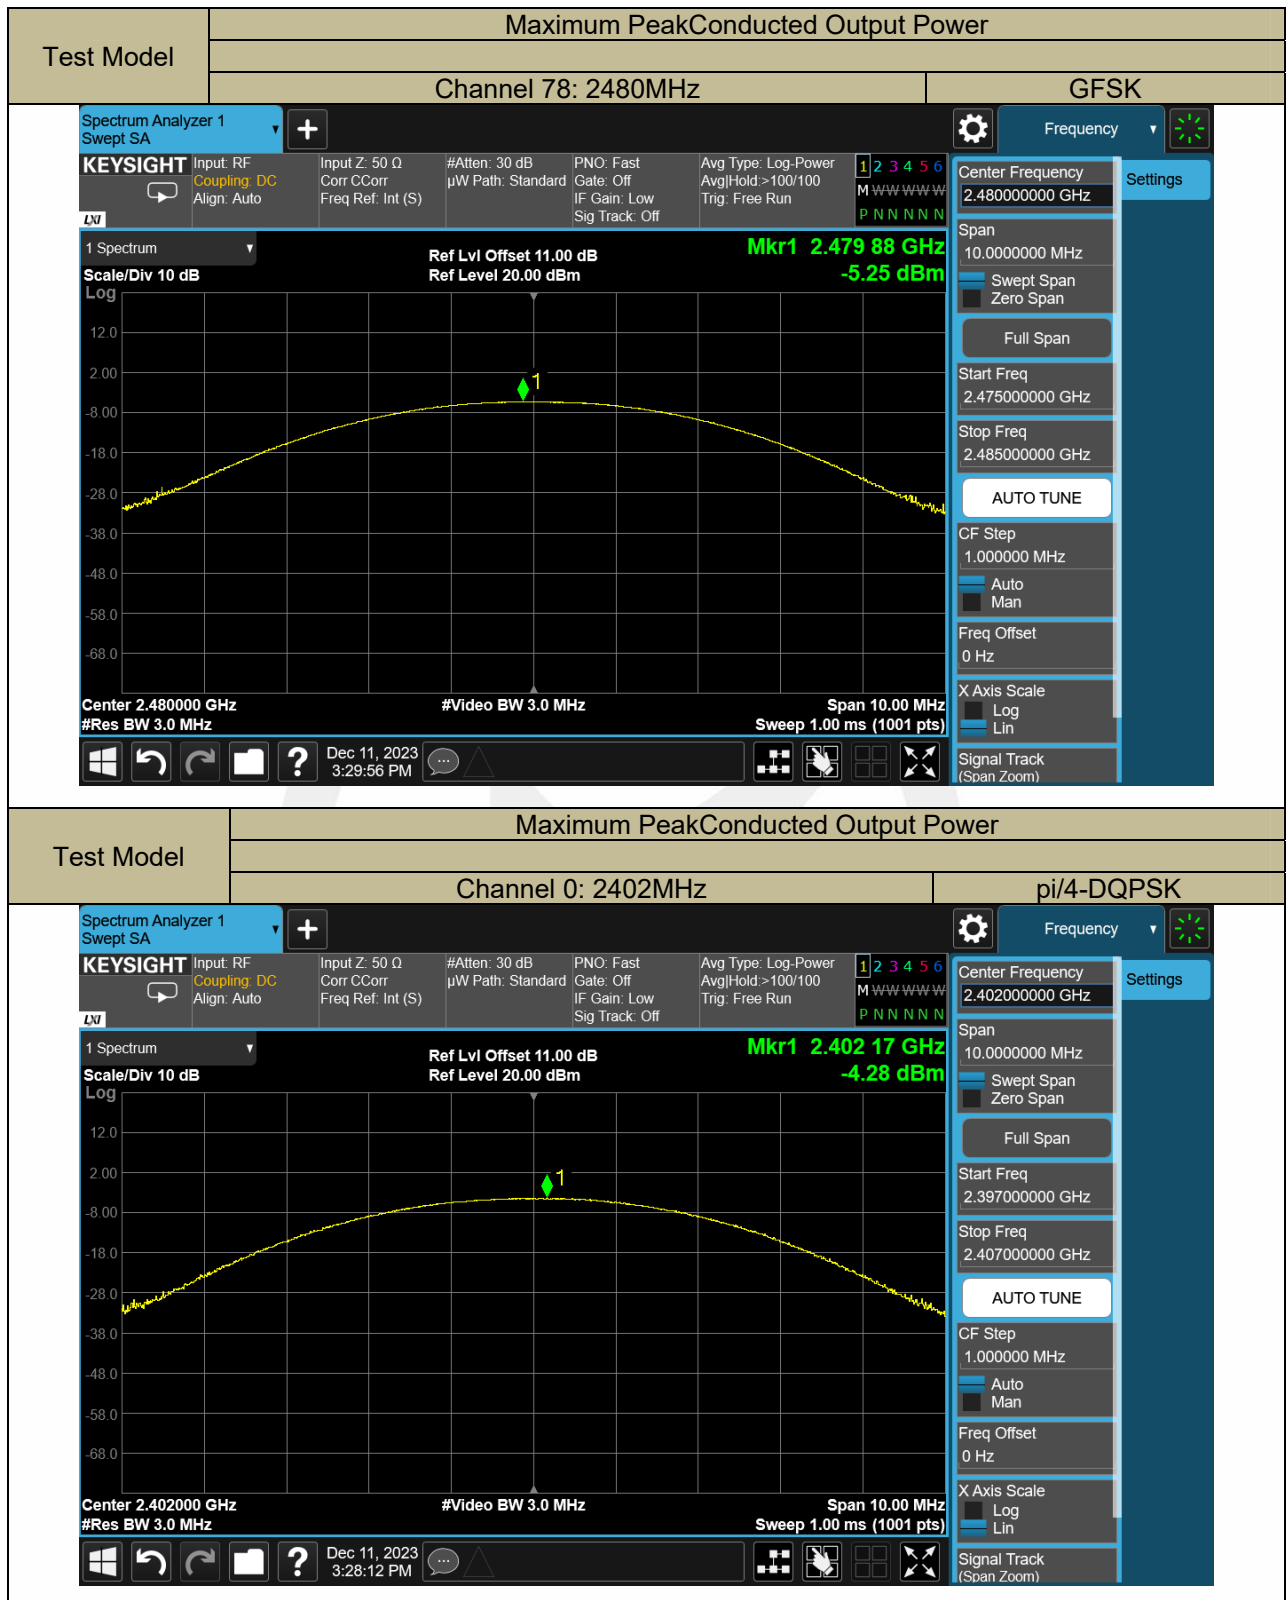 Test Model
Maximum PeakConducted Output Power
Channel 78: 2480MHz GFSK
Spectrum Analyzer 1
Swept SA
Frequency
KEYSIGHT
LXI
Input: RF
Coupling: DC
Align: Auto
Input Z: 50 Ω
Corr CCorr
Freq Ref: Int (S)
#Atten: 30 dB
µW Path: Standard
PNO: Fast
Gate: Off
IF Gain: Low
Sig Track: Off
Avg Type: Log-Power
Avg|Hold:>100/100
Trig: Free Run
1 2 3 4 5 6
M W W W W W
P N N N N N
1 Spectrum
Scale/Div 10 dB
Ref Lvl Offset 11.00 dB
Ref Level 20.00 dBm
Mkr1 2.479 88 GHz
-5.25 dBm
Log
12.0
2.00
-8.00
-18.0
-28.0
-38.0
-48.0
-58.0
-68.0
1
Center 2.480000 GHz
#Res BW 3.0 MHz
#Video BW 3.0 MHz
Span 10.00 MHz
Sweep 1.00 ms (1001 pts)
?
Dec 11, 2023
3:29:56 PM
Center Frequency
2.480000000 GHz
Settings
Span
10.0000000 MHz
Swept Span
Zero Span
Full Span
Start Freq
2.475000000 GHz
Stop Freq
2.485000000 GHz
AUTO TUNE
CF Step
1.000000 MHz
Auto
Man
Freq Offset
0 Hz
X Axis Scale
Log
Lin
Signal Track
(Span Zoom)
Test Model
Maximum PeakConducted Output Power
Channel 0: 2402MHz pi/4-DQPSK
Spectrum Analyzer 1
Swept SA
Frequency
KEYSIGHT
LXI
Input: RF
Coupling: DC
Align: Auto
Input Z: 50 Ω
Corr CCorr
Freq Ref: Int (S)
#Atten: 30 dB
µW Path: Standard
PNO: Fast
Gate: Off
IF Gain: Low
Sig Track: Off
Avg Type: Log-Power
Avg|Hold:>100/100
Trig: Free Run
1 2 3 4 5 6
M W W W W W
P N N N N N
1 Spectrum
Scale/Div 10 dB
Ref Lvl Offset 11.00 dB
Ref Level 20.00 dBm
Mkr1 2.402 17 GHz
-4.28 dBm
Log
12.0
2.00
-8.00
-18.0
-28.0
-38.0
-48.0
-58.0
-68.0
1
Center 2.402000 GHz
#Res BW 3.0 MHz
#Video BW 3.0 MHz
Span 10.00 MHz
Sweep 1.00 ms (1001 pts)
?
Dec 11, 2023
3:28:12 PM
Center Frequency
2.402000000 GHz
Settings
Span
10.0000000 MHz
Swept Span
Zero Span
Full Span
Start Freq
2.397000000 GHz
Stop Freq
2.407000000 GHz
AUTO TUNE
CF Step
1.000000 MHz
Auto
Man
Freq Offset
0 Hz
X Axis Scale
Log
Lin
Signal Track
(Span Zoom)